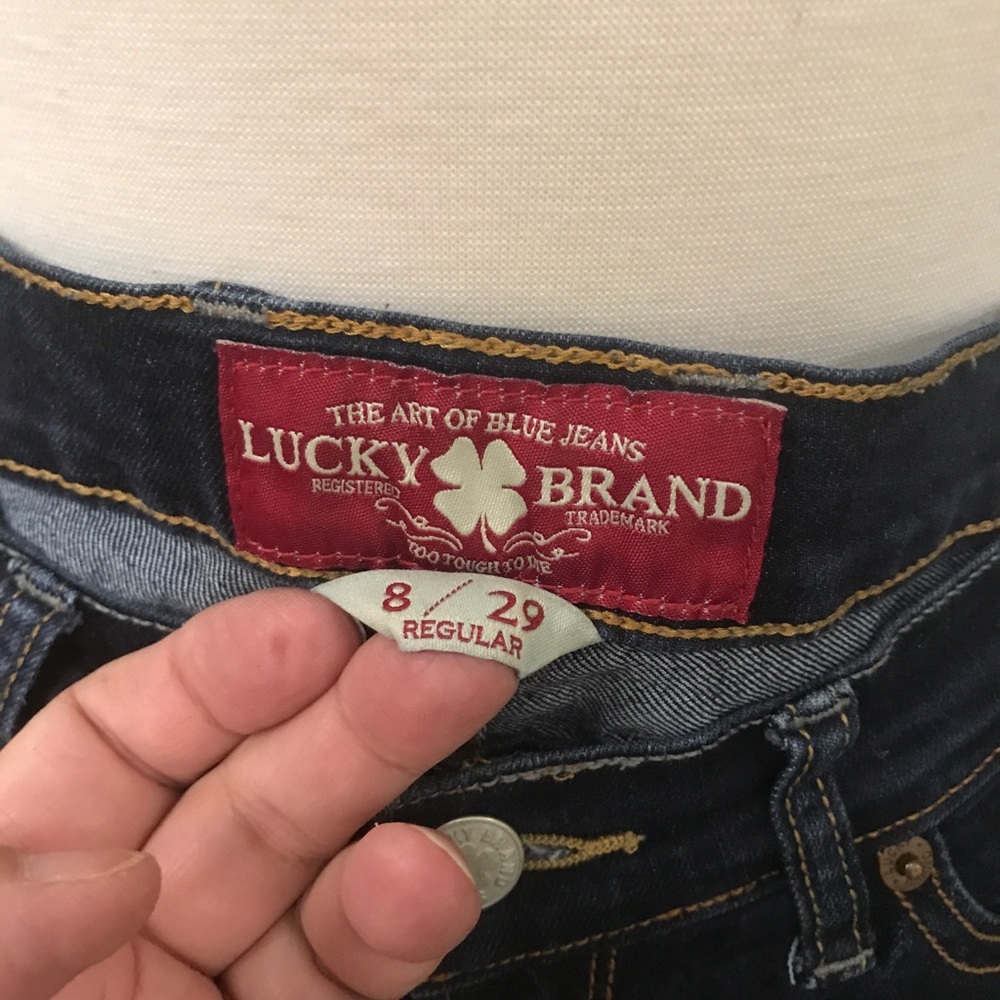 THE ART OF BLUE JEANS
LUCKY BRAND
REGISTERED TRADEMARK
TOO TOUGH TO DIE
8/29
REGULAR